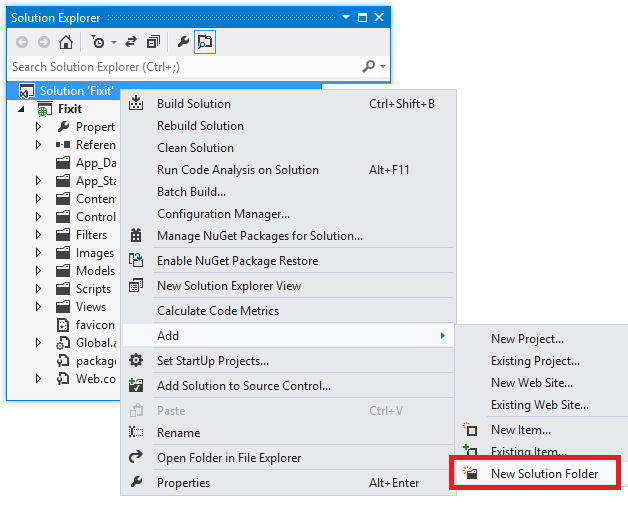 Solution Explorer
Search Solution Explorer (Ctrl+;)
Solution 'Fixit'
Fixit
Propert
Referen
App_Da
App_Sta
Content
Control
Filters
Images
Models
Scripts
Views
favicon
Global.a
package
Web.co
Build Solution Ctrl+Shift+B
Rebuild Solution
Clean Solution
Run Code Analysis on Solution Alt+F11
Batch Build...
Configuration Manager...
Manage NuGet Packages for Solution...
Enable NuGet Package Restore
New Solution Explorer View
Calculate Code Metrics
Add
Set StartUp Projects...
Add Solution to Source Control...
Paste Ctrl+V
Rename
Open Folder in File Explorer
Properties Alt+Enter
New Project...
Existing Project...
New Web Site...
Existing Web Site...
New Item...
Existing Item...
New Solution Folder